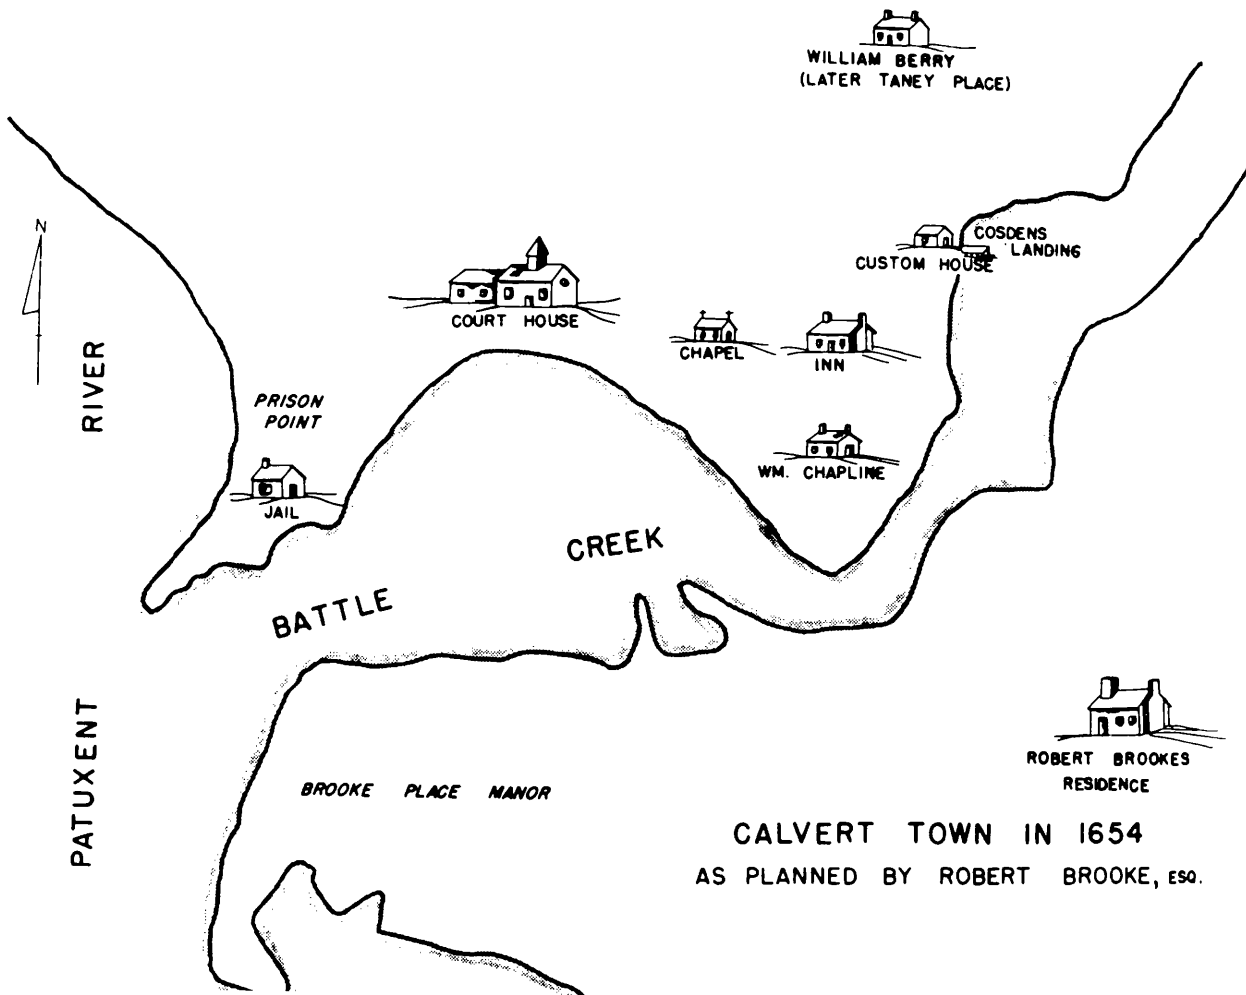 WILLIAM BERRY
(LATER TANEY PLACE)
N
COSDENS
LANDING
CUSTOM HOUSE
COURT HOUSE
CHAPEL
INN
RIVER
PRISON
POINT
WM. CHAPLINE
JAIL
CREEK
BATTLE
PATUXENT
ROBERT BROOKES
RESIDENCE
BROOKE PLACE MANOR
CALVERT TOWN IN 1654
AS PLANNED BY ROBERT BROOKE, ESQ.